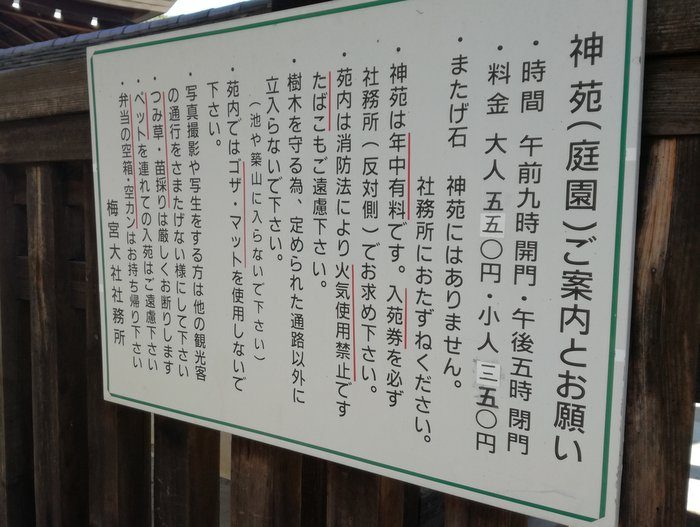 神苑(庭園)ご案内とお願い
・時間 午前九時開門・午後五時閉門
・料金 大人 五五〇円・小人 三五〇円
・またげ石 神苑にはありません。
社務所におたずねください。
・神苑は年中有料です。入苑券を必ず
社務所(反対側)でお求め下さい。
・苑内は消防法により火気使用禁止です
たばこもご遠慮下さい。
・樹木を守る為、定められた通路以外に
立入らないで下さい。
(池や築山に入らないで下さい)
・苑内ではゴザ・マットを使用しないで
下さい。
・写真撮影や写生をする方は他の観光客
の通行をさまたげない様にして下さい
・つみ草・苗採りは厳しくお断りします
・ペットを連れての入苑はご遠慮下さい
・弁当の空箱・空カンはお持ち帰り下さい
梅宮大社社務所